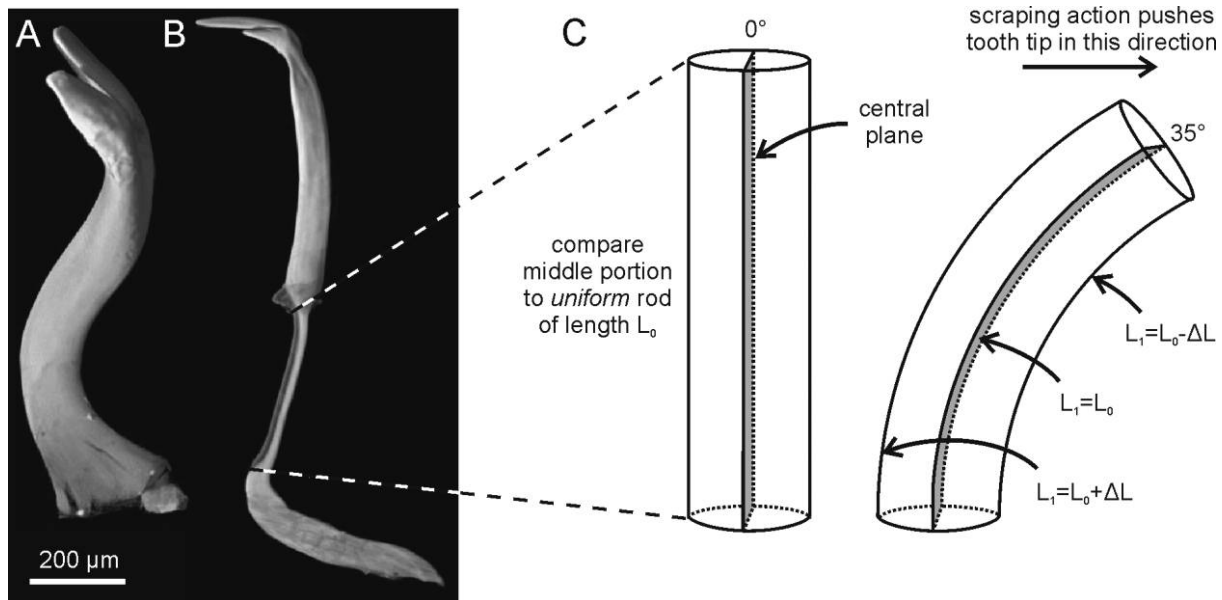 A
B
C
0°
scraping action pushes
tooth tip in this direction
central
plane
35°
compare
middle portion
to uniform rod
of length L₀
L₁=L₀-ΔL
L₁=L₀
L₁=L₀+ΔL
200 µm